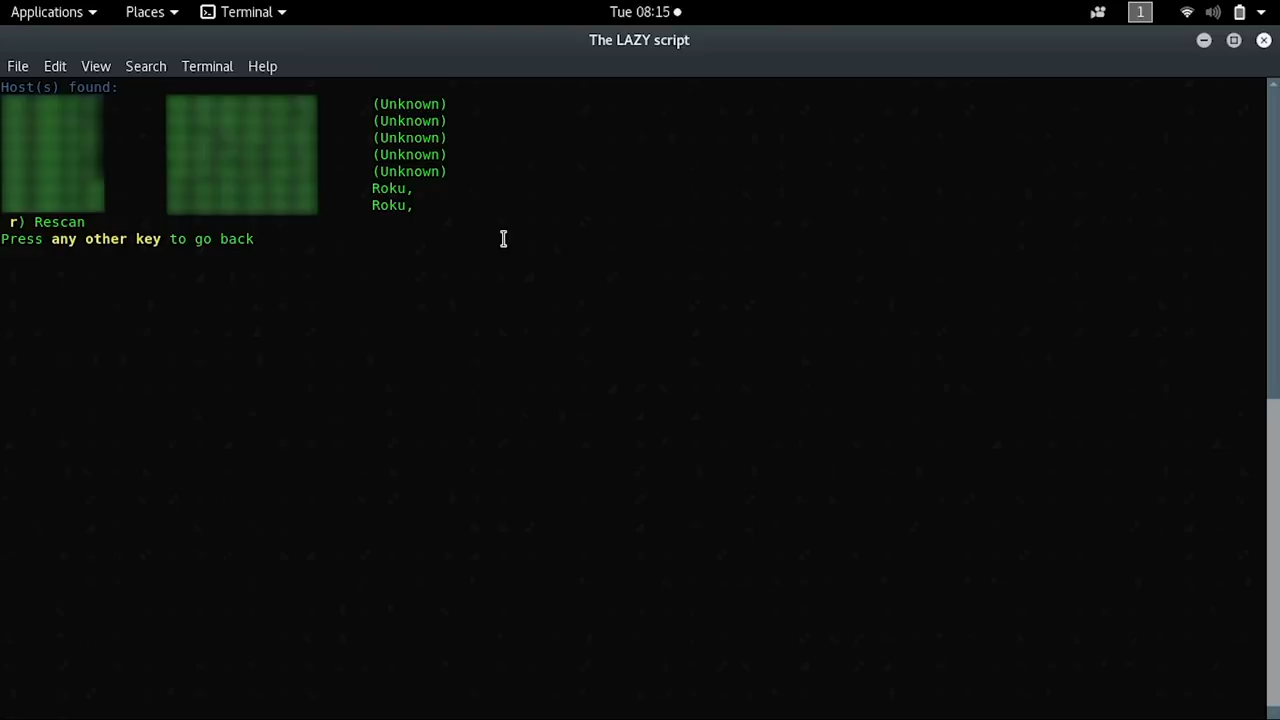 Applications Places Terminal Tue 08:15 1
The LAZY script
File Edit View Search Terminal Help
Host(s) found:
(Unknown)
(Unknown)
(Unknown)
(Unknown)
(Unknown)
Roku,
Roku,
r) Rescan
Press any other key to go back